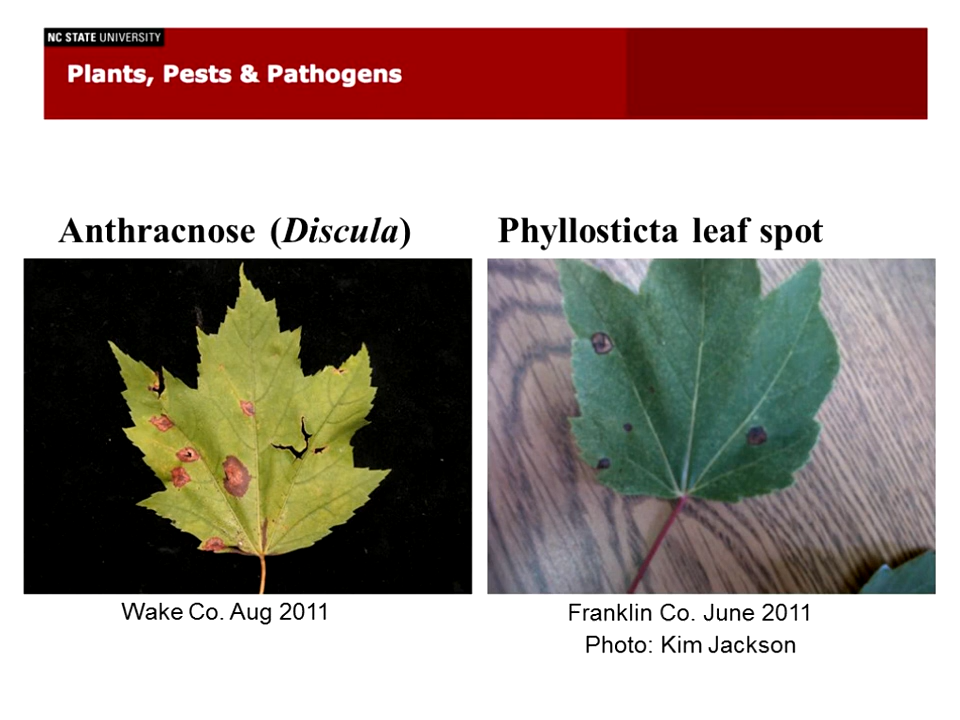 NC STATE UNIVERSITY
Plants, Pests & Pathogens
Anthracnose (Discula)
Phyllosticta leaf spot
Wake Co. Aug 2011
Franklin Co. June 2011
Photo: Kim Jackson